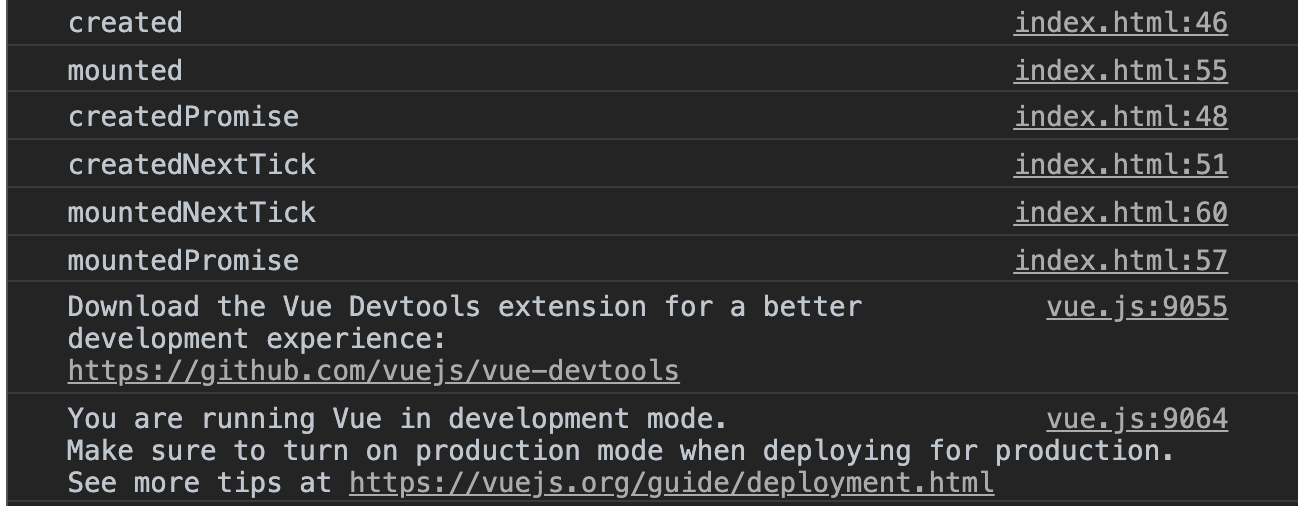 created index.html:46
mounted index.html:55
createdPromise index.html:48
createdNextTick index.html:51
mountedNextTick index.html:60
mountedPromise index.html:57
Download the Vue Devtools extension for a better vue.js:9055
development experience:
https://github.com/vuejs/vue-devtools
You are running Vue in development mode. vue.js:9064
Make sure to turn on production mode when deploying for production.
See more tips at https://vuejs.org/guide/deployment.html